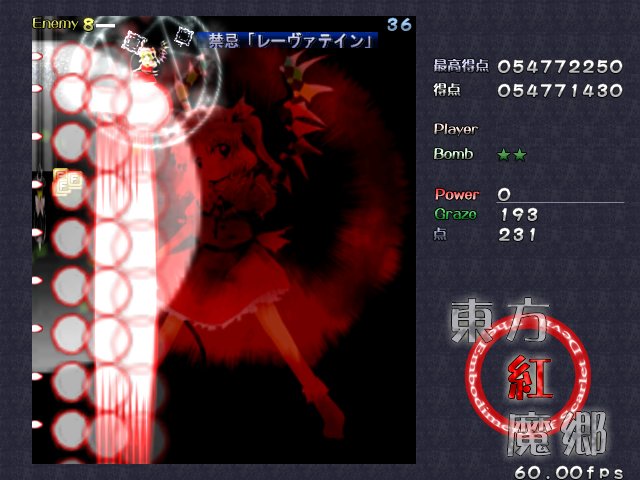 Enemy 8
36
禁忌「レーヴァテイン」
最高得点 054772250
得点 054771430
Player
Bomb ★★
Power 0
Graze 193
点 231
東方
紅
魔郷
the Embodiment of Scarlet Devil
60.00fps